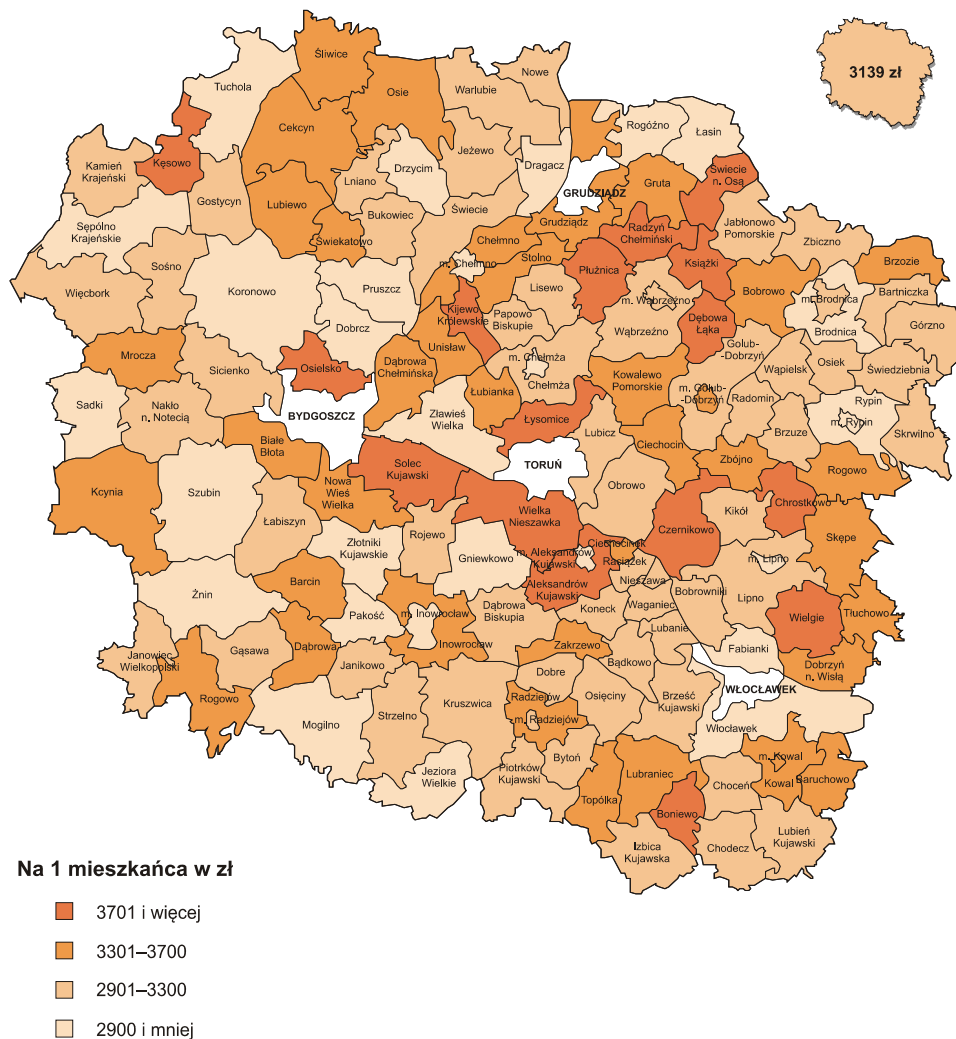 Śliwice
Nowe
3139 zł
Tuchola
Osie
Warlubie
Rogóźno
Łasin
Cekcyn
Kęsowo
Kamień
Krajeński
Drzycim
Jeżewo
Dragacz
Świecie
n. Osą
Lniano
GRUDZIĄDZ
Gruta
Gostycyn
Lubiewo
Bukowiec
Świecie
Sępólno
Krajeńskie
Świekatowo
Grudziądz
Radzyń
Chełmiński
Jabłonowo
Pomorskie
Zbiczno
Chełmno
Stolno
Sośno
m. Chełmno
Płużnica
Książki
Brzozie
Więcbork
Koronowo
Pruszcz
Lisewo
m. Wąbrzeźno
Bobrowo
m. Brodnica
Bartniczka
Kijewo
Królewskie
Papowo
Biskupie
Dębowa
Łąka
Dobrcz
Wąbrzeźno
Brodnica
Górzno
Mrocza
Unisław
Golub-
Dobrzyń
Osielsko
Dąbrowa
Chełmińska
m. Chełmża
Wąpielsk
Osiek
Świedziebnia
Sicienko
Chełmża
Kowalewo
Pomorskie
m. Golub-
-Dobrzyń
Sadki
Łubianka
Radomin
Rypin
Nakło
n. Notecią
BYDGOSZCZ
Zławieś
Wielka
Łysomice
m. Rypin
Brzuze
Skrwilno
Białe
Błota
Lubicz
Ciechocin
Zbójno
TORUŃ
Solec
Kujawski
Rogowo
Kcynia
Szubin
Nowa
Wieś
Wielka
Obrowo
Łabiszyn
Wielka
Nieszawka
Kikół
Chrostkowo
Czernikowo
Rojewo
Skępe
Złotniki
Kujawskie
Gniewkowo
Ciechocinek
m. Aleksandrów
Kujawski
Raciążek
m. Lipno
Barcin
Aleksandrów
Kujawski
Nieszawa
Żnin
Bobrowniki
Lipno
Pakość
m. Inowrocław
Dąbrowa
Biskupia
Koneck
Waganiec
Wielgie
Tłuchowo
Lubanie
Janowiec
Wielkopolski
Gąsawa
Dąbrowa
Inowrocław
Zakrzewo
Fabianki
Janikowo
Bądkowo
Dobre
Dobrzyń
n. Wisłą
Rogowo
Kruszwica
Radziejów
Osięciny
Brześć
Kujawski
WŁOCŁAWEK
Mogilno
Strzelno
m. Radziejów
Włocławek
Bytoń
m. Kowal
Jeziora
Wielkie
Piotrków
Kujawski
Lubraniec
Choceń
Kowal
Baruchowo
Topólka
Boniewo
Izbica
Kujawska
Chodecz
Lubień
Kujawski
Na 1 mieszkańca w zł
3701 i więcej
3301–3700
2901–3300
2900 i mniej